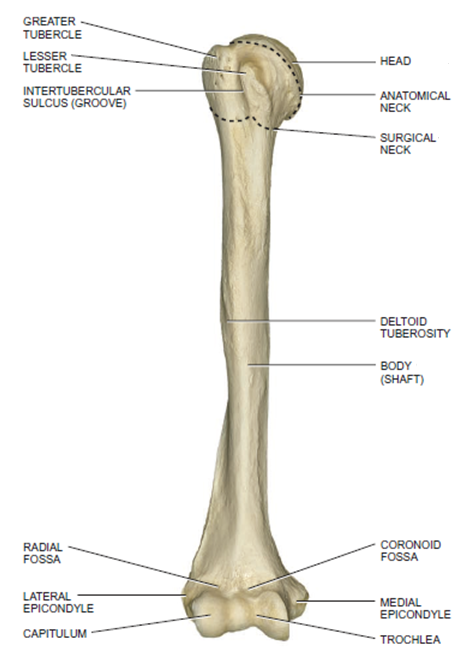 GREATER
TUBERCLE
LESSER
TUBERCLE
INTERTUBERCULAR
SULCUS (GROOVE)
HEAD
ANATOMICAL
NECK
SURGICAL
NECK
DELTOID
TUBEROSITY
BODY
(SHAFT)
RADIAL
FOSSA
LATERAL
EPICONDYLE
CAPITULUM
CORONOID
FOSSA
MEDIAL
EPICONDYLE
TROCHLEA